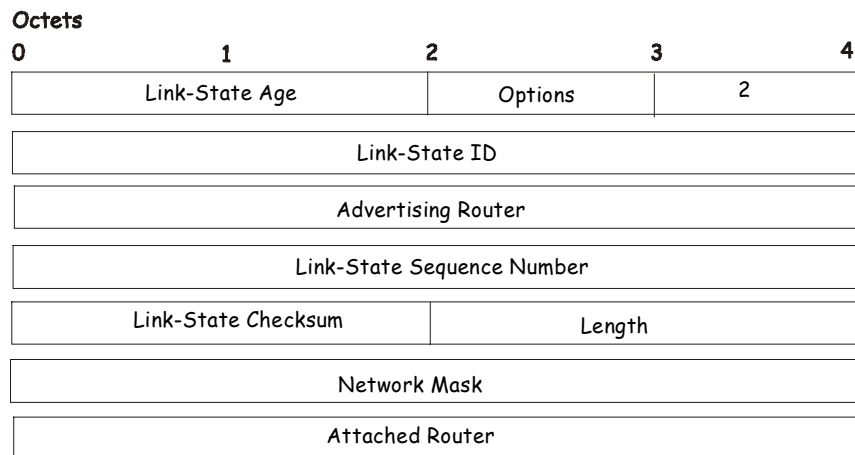 Octets
0 1 2 3 4
Link-State Age Options 2
Link-State ID
Advertising Router
Link-State Sequence Number
Link-State Checksum Length
Network Mask
Attached Router